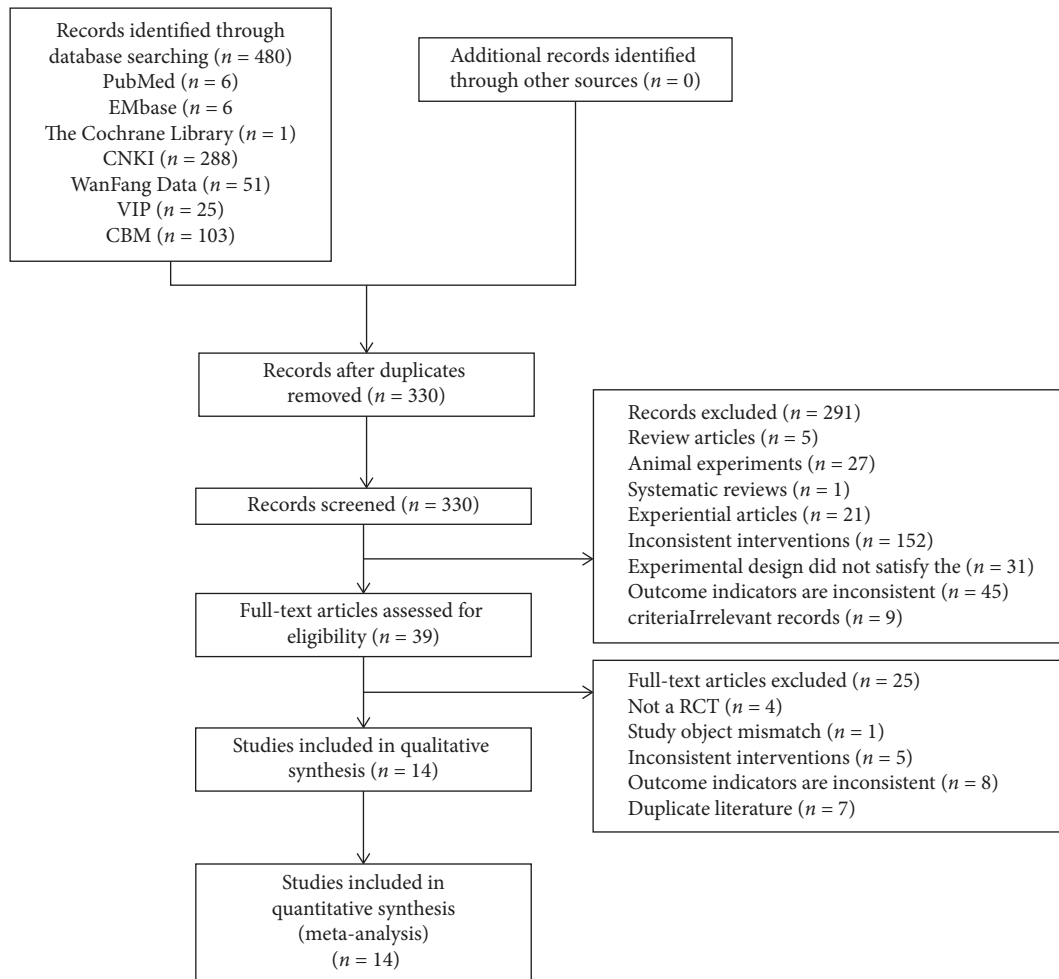 Records identified through
database searching (n = 480)
PubMed (n = 6)
EMbase (n = 6
The Cochrane Library (n = 1)
CNKI (n = 288)
WanFang Data (n = 51)
VIP (n = 25)
CBM (n = 103)
Additional records identified
through other sources (n = 0)
Records after duplicates
removed (n = 330)
Records screened (n = 330)
Records excluded (n = 291)
Review articles (n = 5)
Animal experiments (n = 27)
Systematic reviews (n = 1)
Experiential articles (n = 21)
Inconsistent interventions (n = 152)
Experimental design did not satisfy the (n = 31)
Outcome indicators are inconsistent (n = 45)
criteriaIrrelevant records (n = 9)
Full-text articles assessed for
eligibility (n = 39)
Full-text articles excluded (n = 25)
Not a RCT (n = 4)
Study object mismatch (n = 1)
Inconsistent interventions (n = 5)
Outcome indicators are inconsistent (n = 8)
Duplicate literature (n = 7)
Studies included in qualitative
synthesis (n = 14)
Studies included in
quantitative synthesis
(meta-analysis)
(n = 14)